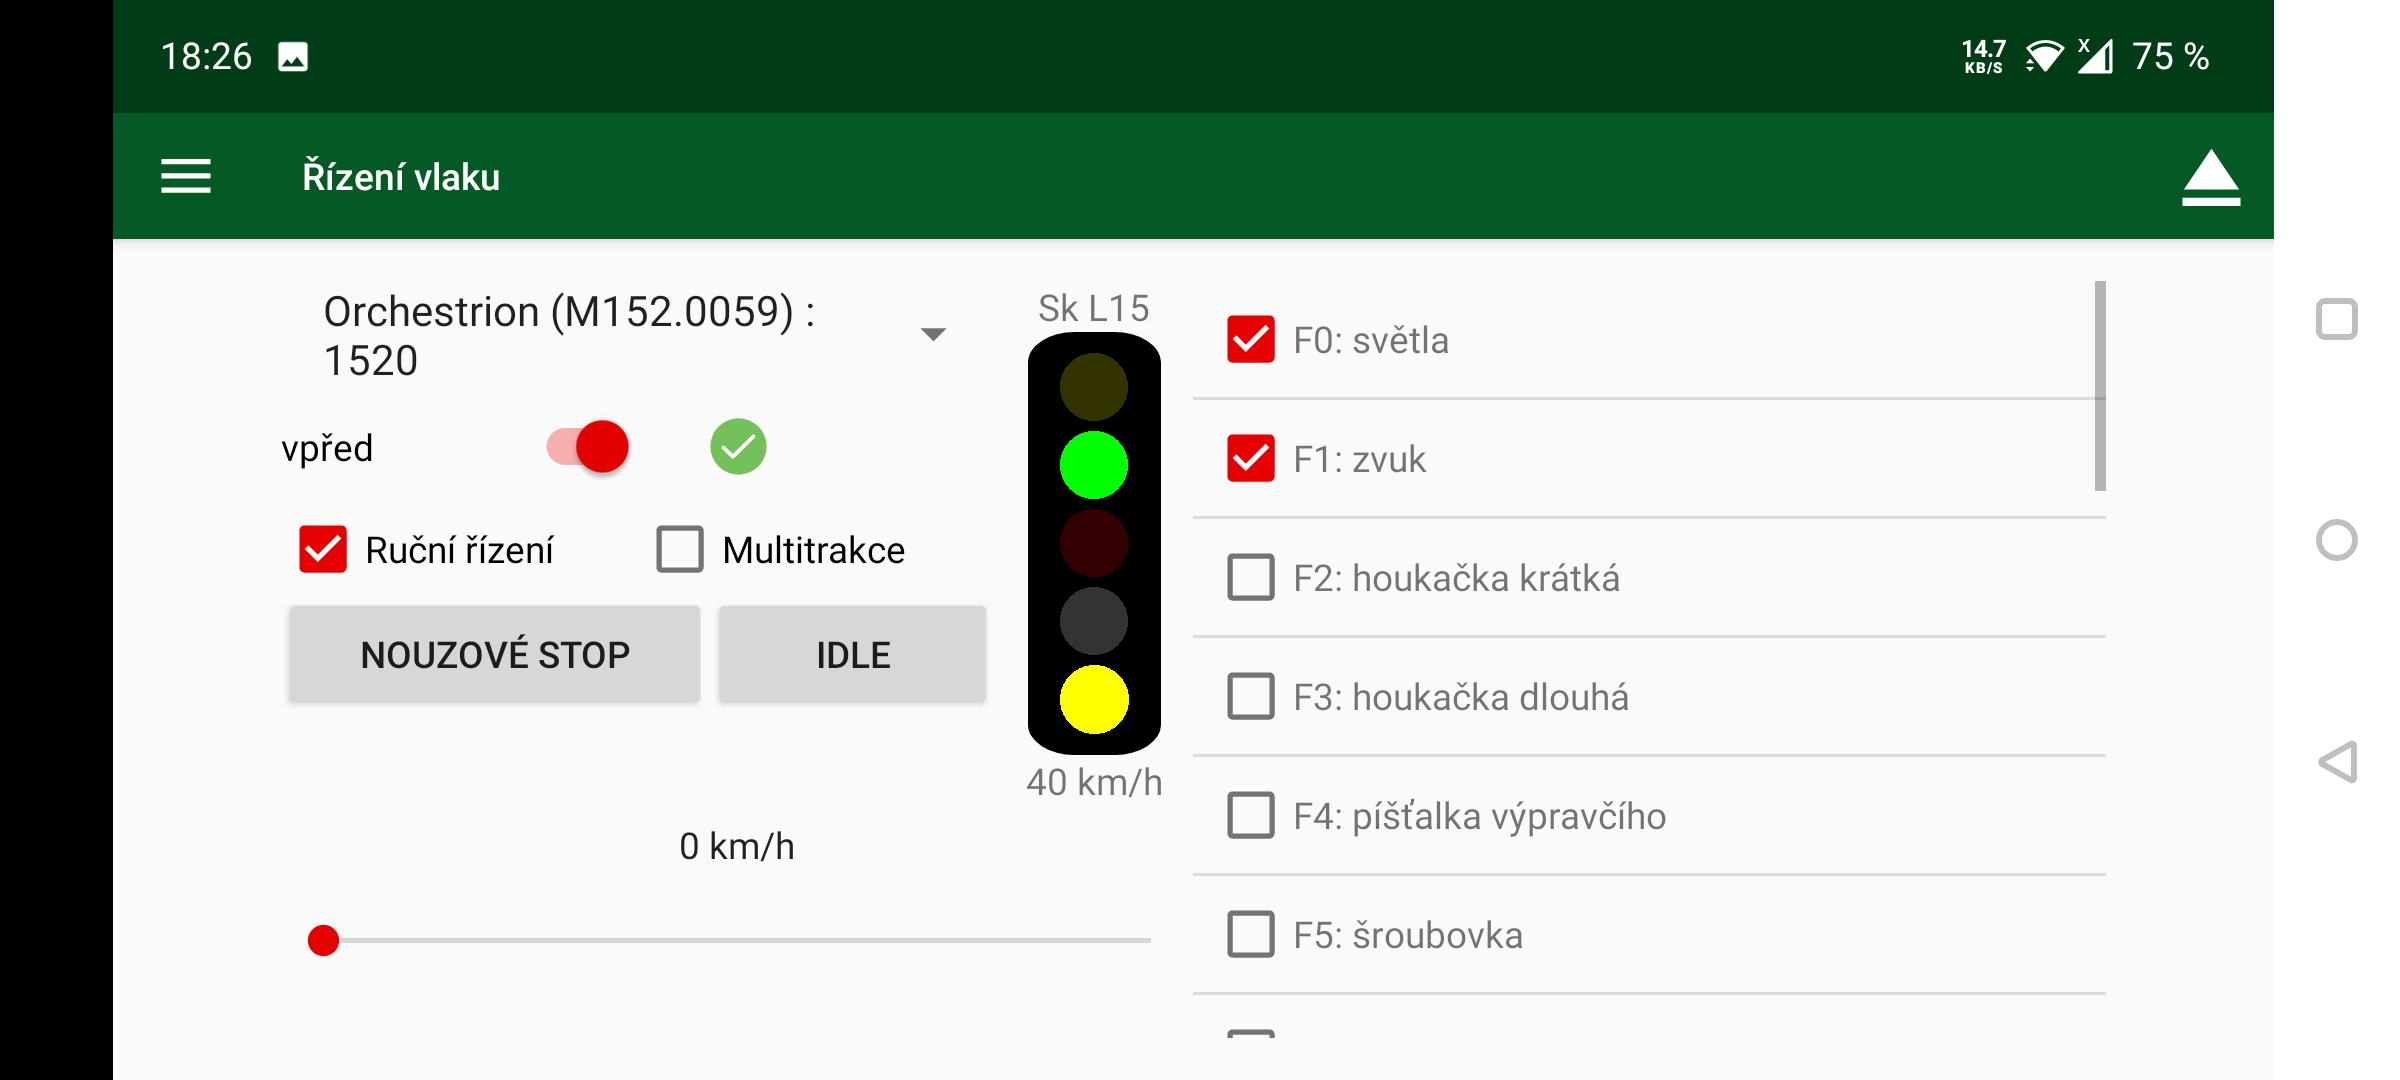 18:26
14.7
KB/S
X
75 %
Řízení vlaku
Orchestrion (M152.0059) :
1520
vpřed
Ruční řízení
Multitrakce
NOUZOVÉ STOP
IDLE
0 km/h
Sk L15
40 km/h
F0: světla
F1: zvuk
F2: houkačka krátká
F3: houkačka dlouhá
F4: píšťalka výpravčího
F5: šroubovka